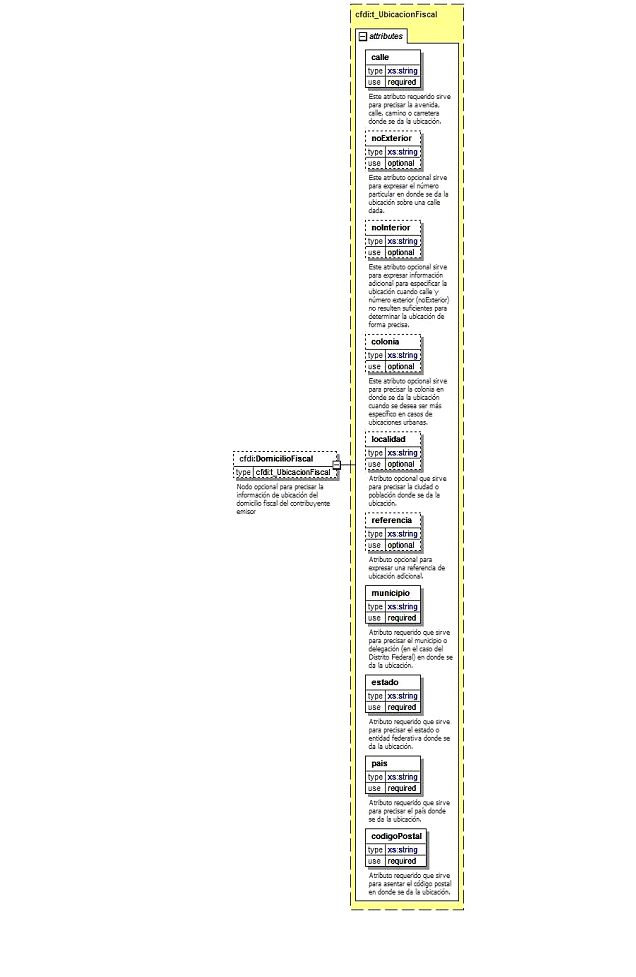 cfdi:t_UbicacionFiscal
attributes
calle
type xs:string
use required
Este atributo requerido sirve
para precisar la avenida,
calle, camino o carretera
donde se da la ubicación.
noExterior
type xs:string
use optional
Este atributo opcional sirve
para expresar el número
particular en donde se da la
ubicación sobre una calle
dada.
noInterior
type xs:string
use optional
Este atributo opcional sirve
para expresar información
adicional para especificar la
ubicación cuando calle y
número exterior (noExterior)
no resulten suficientes para
determinar la ubicación de
forma precisa.
colonia
type xs:string
use optional
Este atributo opcional sirve
para precisar la colonia en
donde se da la ubicación
cuando se desea ser más
específico en casos de
ubicaciones urbanas.
cfdi:DomicilioFiscal
type cfdi:t_UbicacionFiscal
Nodo opcional para precisar la
información de ubicación del
domicilio fiscal del contribuyente
emisor
localidad
type xs:string
use optional
Atributo opcional que sirve
para precisar la ciudad o
población donde se da la
ubicación.
referencia
type xs:string
use optional
Atributo opcional para
expresar una referencia de
ubicación adicional.
municipio
type xs:string
use required
Atributo requerido que sirve
para precisar el municipio o
delegación (en el caso del
Distrito Federal) en donde se
da la ubicación.
estado
type xs:string
use required
Atributo requerido que sirve
para precisar el estado o
entidad federativa donde se
da la ubicación.
pais
type xs:string
use required
Atributo requerido que sirve
para precisar el país donde
se da la ubicación.
codigoPostal
type xs:string
use required
Atributo requerido que sirve
para asentar el código postal
en donde se da la ubicación.